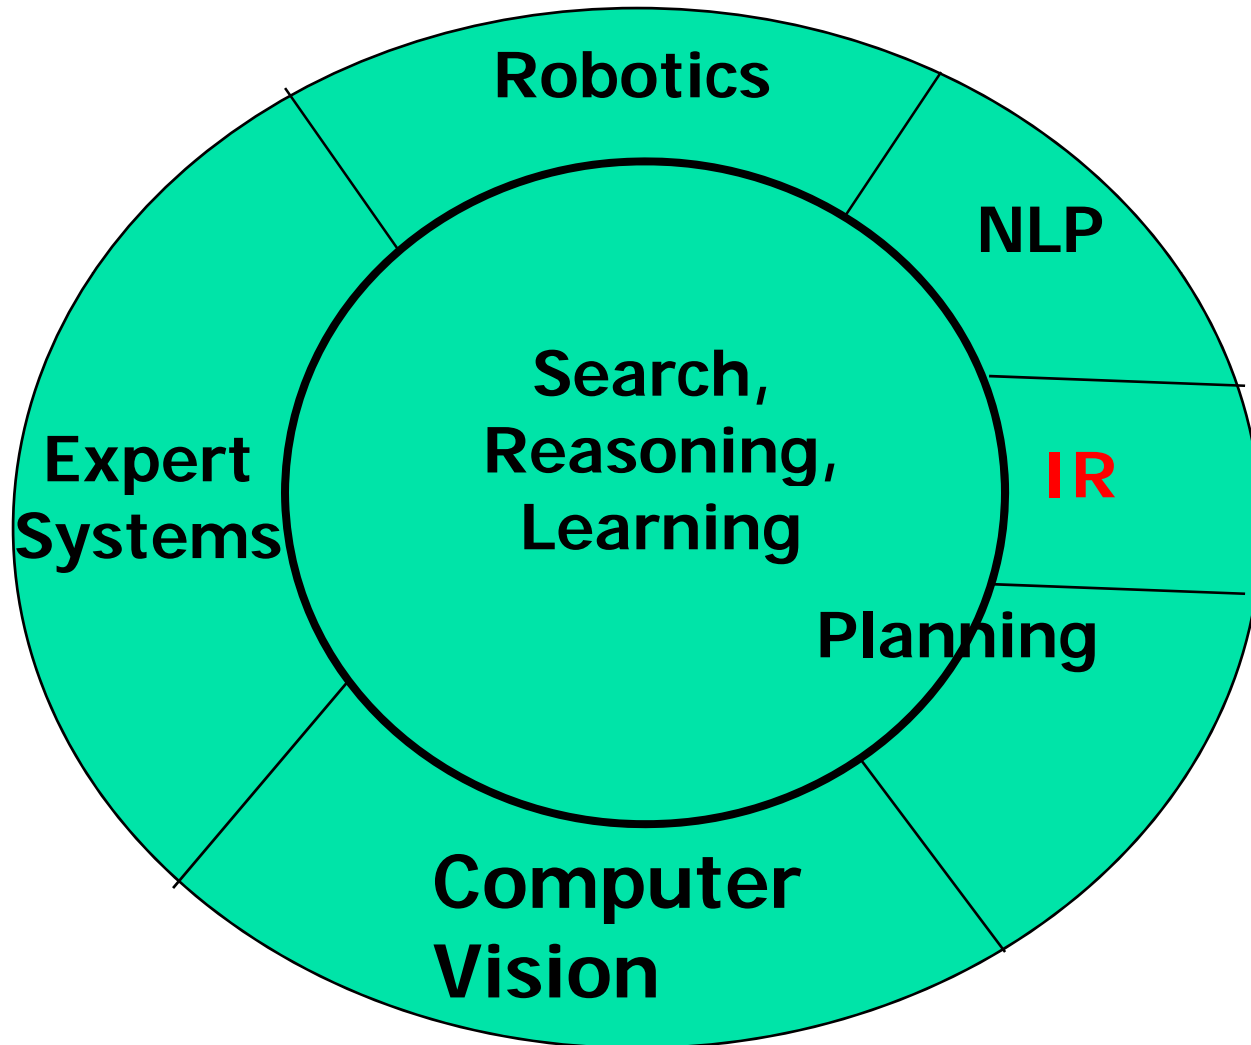 Robotics
NLP
Search,
Reasoning,
Learning
Expert
Systems
IR
Planning
Computer
Vision